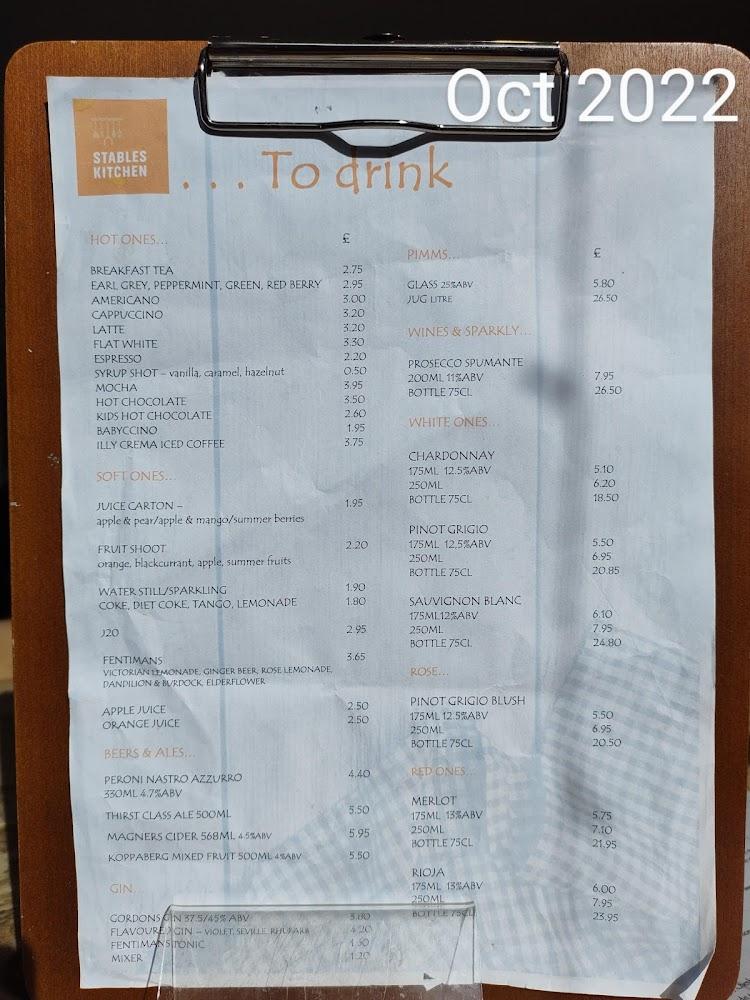 Oct 2022
STABLES
KITCHEN
. . . To drink
HOT ONES... £
BREAKFAST TEA 2.75
EARL GREY, PEPPERMINT, GREEN, RED BERRY 2.95
AMERICANO 3.00
CAPPUCCINO 3.20
LATTE 3.20
FLAT WHITE 3.30
ESPRESSO 2.20
SYRUP SHOT – vanilla, caramel, hazelnut 0.50
MOCHA 3.95
HOT CHOCOLATE 3.50
KIDS HOT CHOCOLATE 2.60
BABYCCINO 1.95
ILLY CREMA ICED COFFEE 3.75
SOFT ONES...
JUICE CARTON – 1.95
apple & pear/apple & mango/summer berries
FRUIT SHOOT 2.20
orange, blackcurrant, apple, summer fruits
WATER STILL/SPARKLING 1.90
COKE, DIET COKE, TANGO, LEMONADE 1.80
J20 2.95
FENTIMANS 3.65
VICTORIAN LEMONADE, GINGER BEER, ROSE LEMONADE,
DANDILION & BURDOCK, ELDERFLOWER
APPLE JUICE 2.50
ORANGE JUICE 2.50
BEERS & ALES...
PERONI NASTRO AZZURRO 4.40
330ML 4.7%ABV
THIRST CLASS ALE 500ML 5.50
MAGNERS CIDER 568ML 4.5%ABV 5.95
KOPPABERG MIXED FRUIT 500ML 4%ABV 5.50
GIN...
GORDONS GIN 37.5/45% ABV 3.80
FLAVOURED GIN – VIOLET, SEVILLE, RHUBARB 4.20
FENTIMANS TONIC
MIXER 1.20
PIMMS... £
GLASS 25%ABV 5.80
JUG LITRE 26.50
WINES & SPARKLY...
PROSECCO SPUMANTE
200ML 11%ABV 7.95
BOTTLE 75CL 26.50
WHITE ONES...
CHARDONNAY
175ML 12.5%ABV 5.10
250ML 6.20
BOTTLE 75CL 18.50
PINOT GRIGIO
175ML 12.5%ABV 5.50
250ML 6.95
BOTTLE 75CL 20.85
SAUVIGNON BLANC
175ML12%ABV 6.10
250ML 7.95
BOTTLE 75CL 24.80
ROSE...
PINOT GRIGIO BLUSH
175ML 12.5%ABV 5.50
250ML 6.95
BOTTLE 75CL 20.50
RED ONES...
MERLOT
175ML 13%ABV 5.75
250ML 7.10
BOTTLE 75CL 21.95
RIOJA
175ML 13%ABV 6.00
250ML 7.95
BOTTLE 75CL 23.95